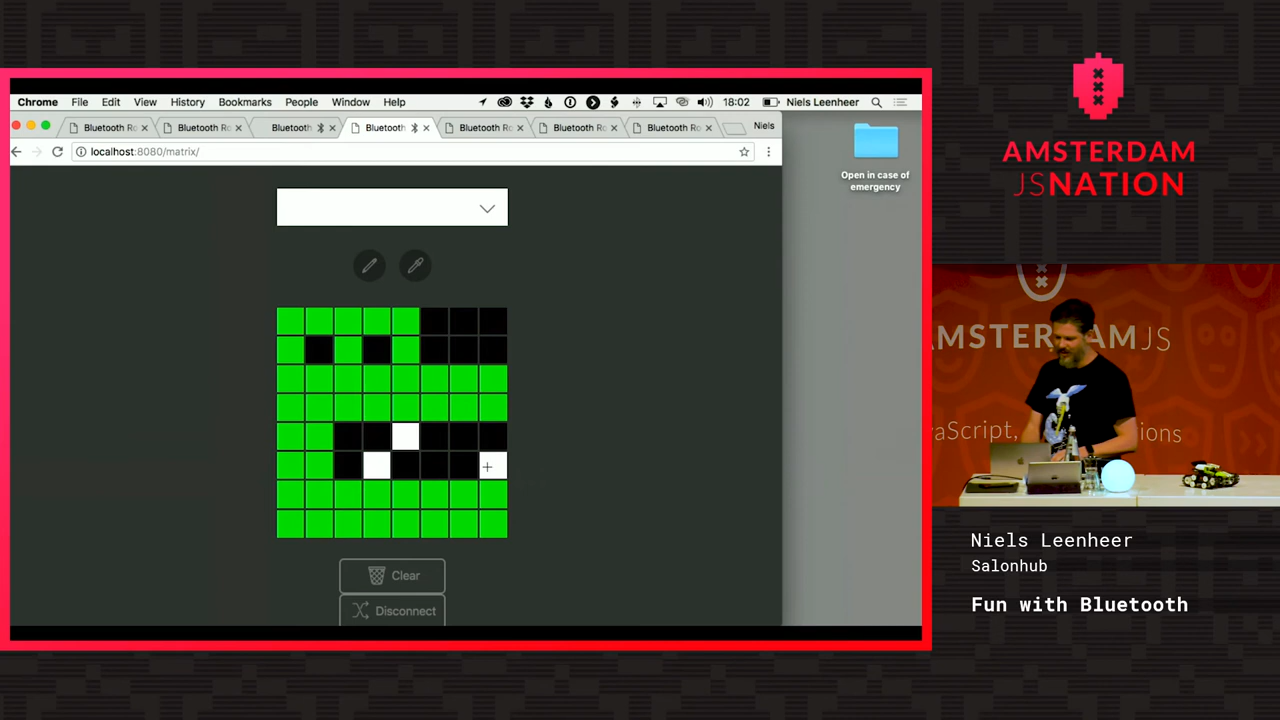 Chrome File Edit View History Bookmarks People Window Help 18:02 Niels Leenheer
Bluetooth Ro Bluetooth Ro Bluetooth Bluetooth Bluetooth Ro Bluetooth Ro Bluetooth Ro Niels
localhost:8080/matrix/
Open in case of
emergency
Clear
Disconnect
AMSTERDAM
JSNATION
AMSTERDAMJS
JavaScript,
Niels Leenheer
Salonhub
Fun with Bluetooth